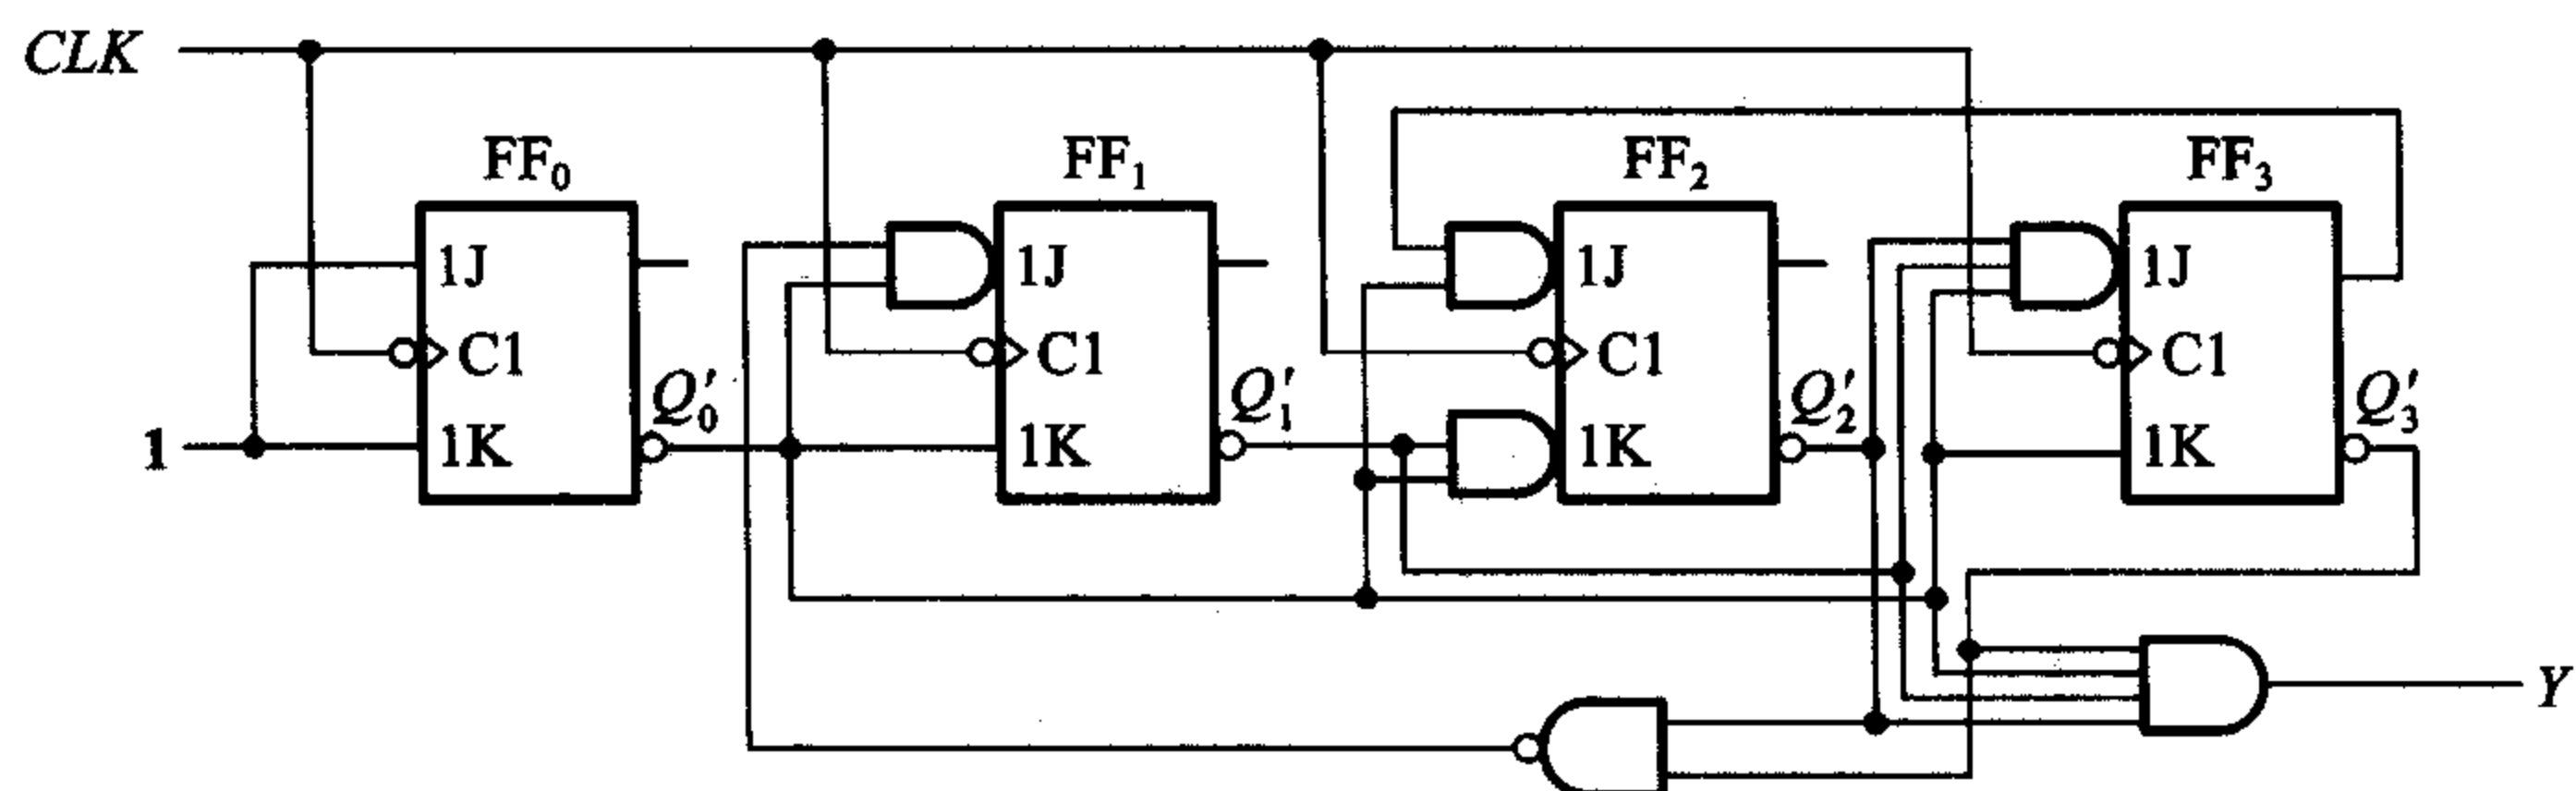 CLK
FF₀ FF₁ FF₂ FF₃
1J 1J 1J 1J
C1 C1 C1 C1
Q′₀ Q′₁ Q′₂ Q′₃
1 1K 1K 1K 1K
Y